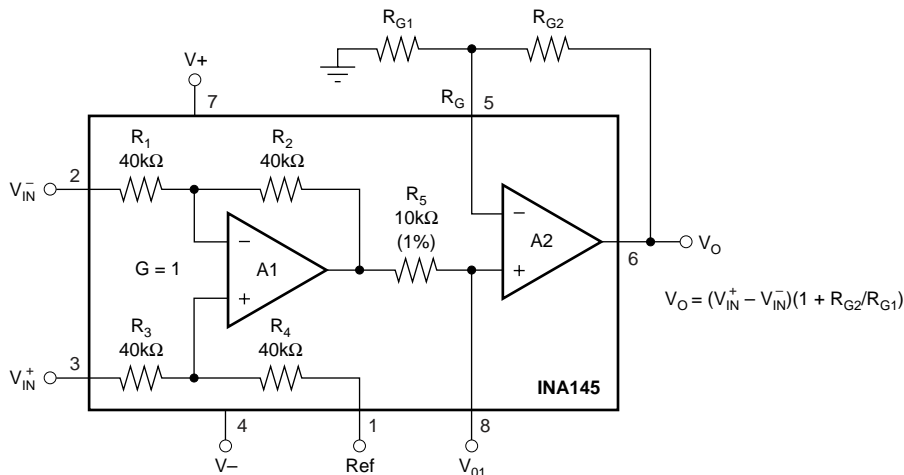 R_G1
R_G2
V+
7
R_G
5
R_1
40kΩ
R_2
40kΩ
V_IN^–
2
R_5
10kΩ
(1%)
–
–
G = 1
A1
A2
V_O
6
+
+
V_O = (V_IN^+ – V_IN^–)(1 + R_G2/R_G1)
R_3
40kΩ
R_4
40kΩ
V_IN^+
3
INA145
4
1
8
V–
Ref
V_01